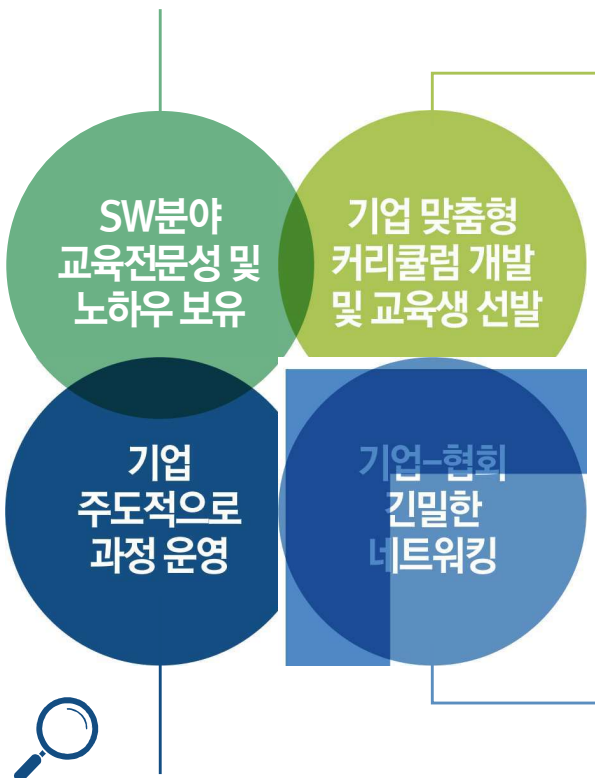 SW분야
교육전문성 및
노하우 보유
기업 맞춤형
커리큘럼 개발
및 교육생 선발
기업
주도적으로
과정 운영
기업-협회
긴밀한
네트워킹